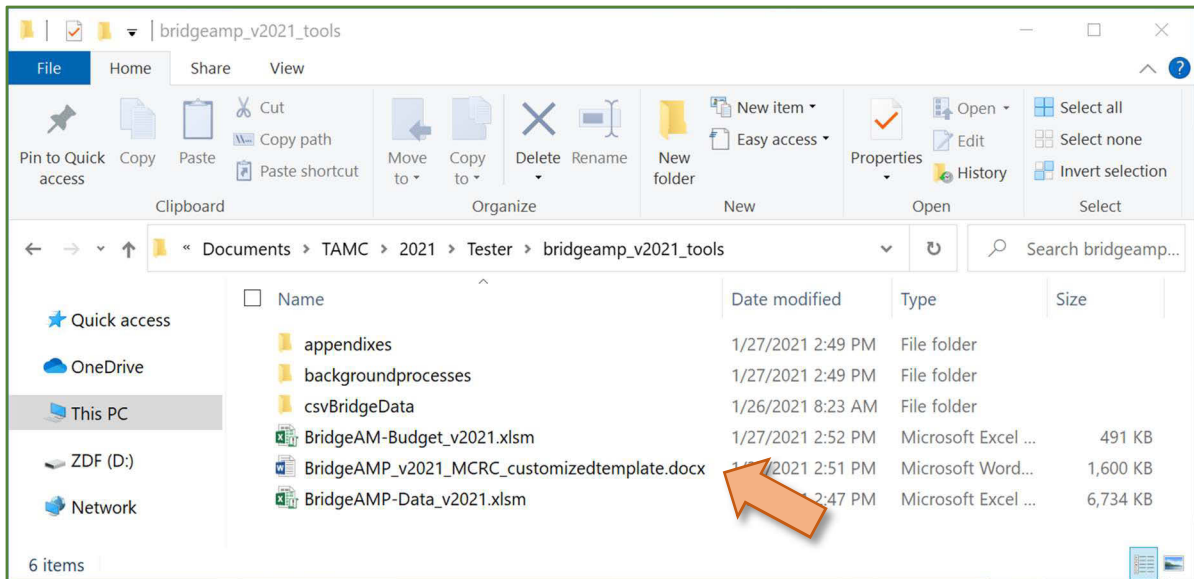 bridgeamp_v2021_tools
File Home Share View
Pin to Quick access
Copy
Paste
Cut
Copy path
Paste shortcut
Clipboard
Move to
Copy to
Delete
Rename
Organize
New folder
New item
Easy access
New
Properties
Open
Edit
History
Open
Select all
Select none
Invert selection
Select
« Documents > TAMC > 2021 > Tester > bridgeamp_v2021_tools
Search bridgeamp...
Quick access
OneDrive
This PC
ZDF (D:)
Network
Name Date modified Type Size
appendixes 1/27/2021 2:49 PM File folder
backgroundprocesses 1/27/2021 2:49 PM File folder
csvBridgeData 1/26/2021 8:23 AM File folder
BridgeAM-Budget_v2021.xlsm 1/27/2021 2:52 PM Microsoft Excel ... 491 KB
BridgeAMP_v2021_MCRC_customizedtemplate.docx 2:51 PM Microsoft Word... 1,600 KB
BridgeAMP-Data_v2021.xlsm 2:47 PM Microsoft Excel ... 6,734 KB
6 items